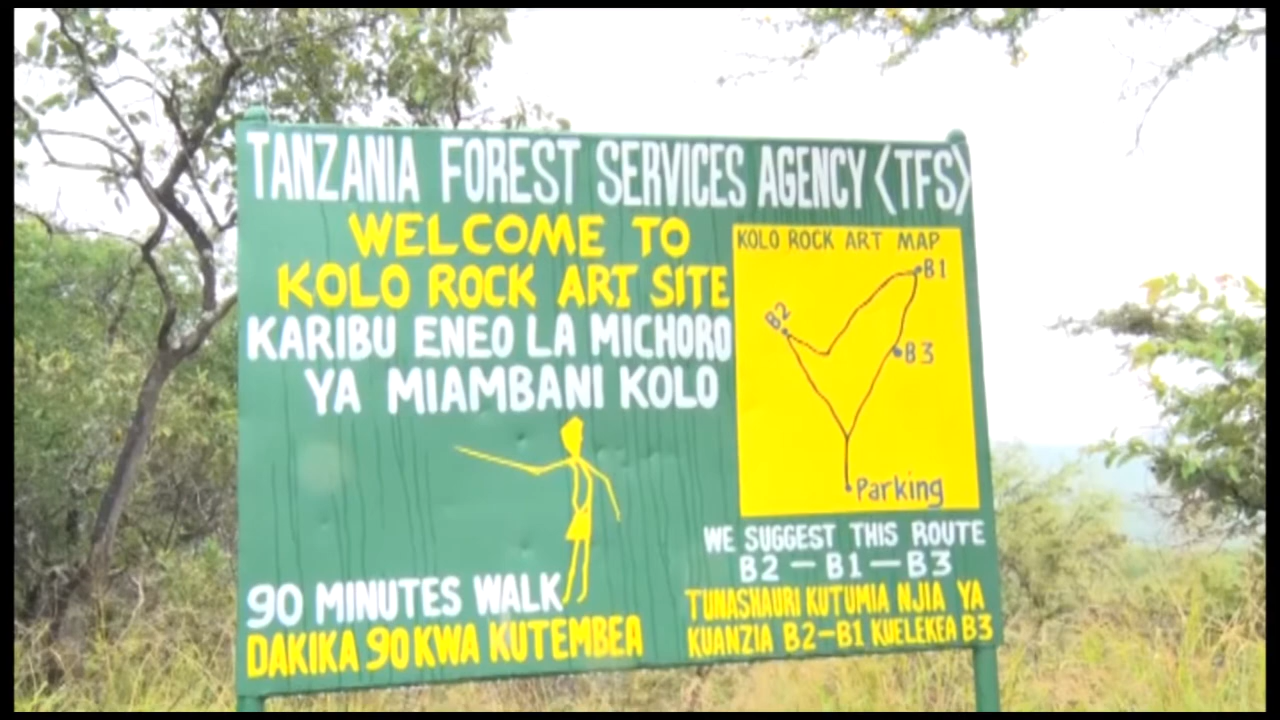 TANZANIA FOREST SERVICES AGENCY <TFS>
WELCOME TO
KOLO ROCK ART SITE
KARIBU ENEO LA MICHORO
YA MIAMBANI KOLO
90 MINUTES WALK
DAKIKA 90 KWA KUTEMBEA
KOLO ROCK ART MAP
B1
B2
B3
Parking
WE SUGGEST THIS ROUTE
B2 - B1 - B3
TUNASHAURI KUTUMIA NJIA YA
KUANZIA B2-B1 KUELEKEA B3